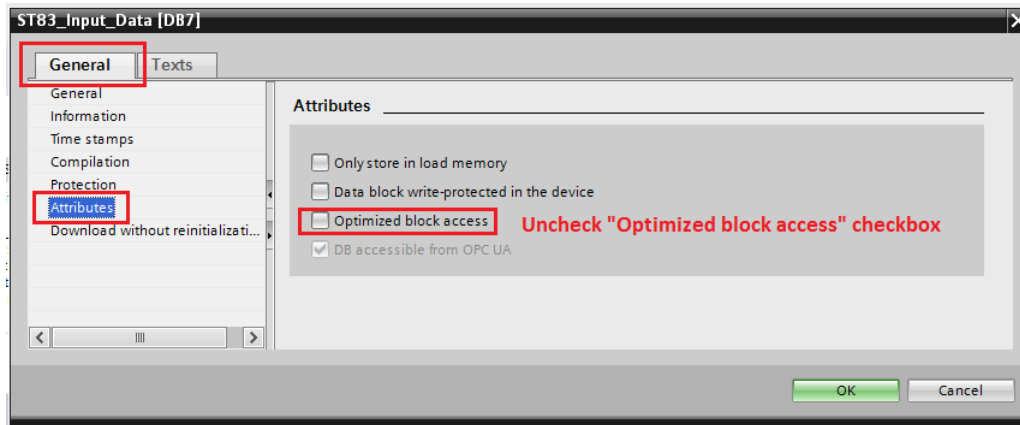 ST83_Input_Data [DB7]
General Texts
General
Information
Time stamps
Compilation
Protection
Attributes
Download without reinitializati...
Attributes
Only store in load memory
Data block write-protected in the device
Optimized block access Uncheck "Optimized block access" checkbox
DB accessible from OPC UA
OK Cancel